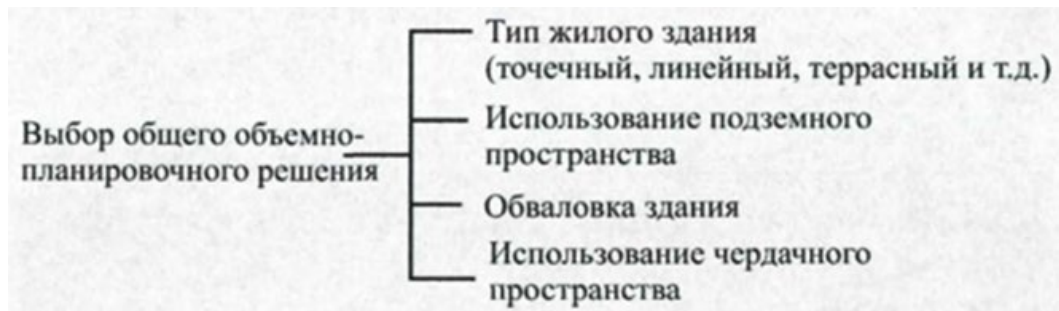 Выбор общего объемно-
планировочного решения
Тип жилого здания
(точечный, линейный, террасный и т.д.)
Использование подземного
пространства
Обваловка здания
Использование чердачного
пространства